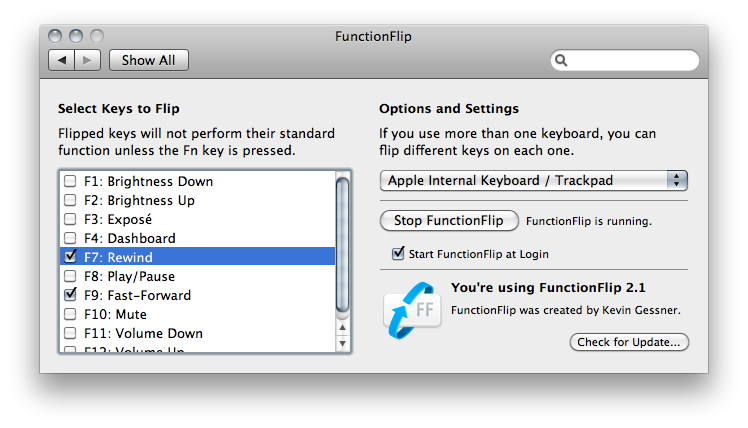 FunctionFlip
Show All
Select Keys to Flip
Flipped keys will not perform their standard
function unless the Fn key is pressed.
F1: Brightness Down
F2: Brightness Up
F3: Exposé
F4: Dashboard
F7: Rewind
F8: Play/Pause
F9: Fast-Forward
F10: Mute
F11: Volume Down
F12: Volume Up
Options and Settings
If you use more than one keyboard, you can
flip different keys on each one.
Apple Internal Keyboard / Trackpad
Stop FunctionFlip FunctionFlip is running.
Start FunctionFlip at Login
You're using FunctionFlip 2.1
FF
FunctionFlip was created by Kevin Gessner.
Check for Update...